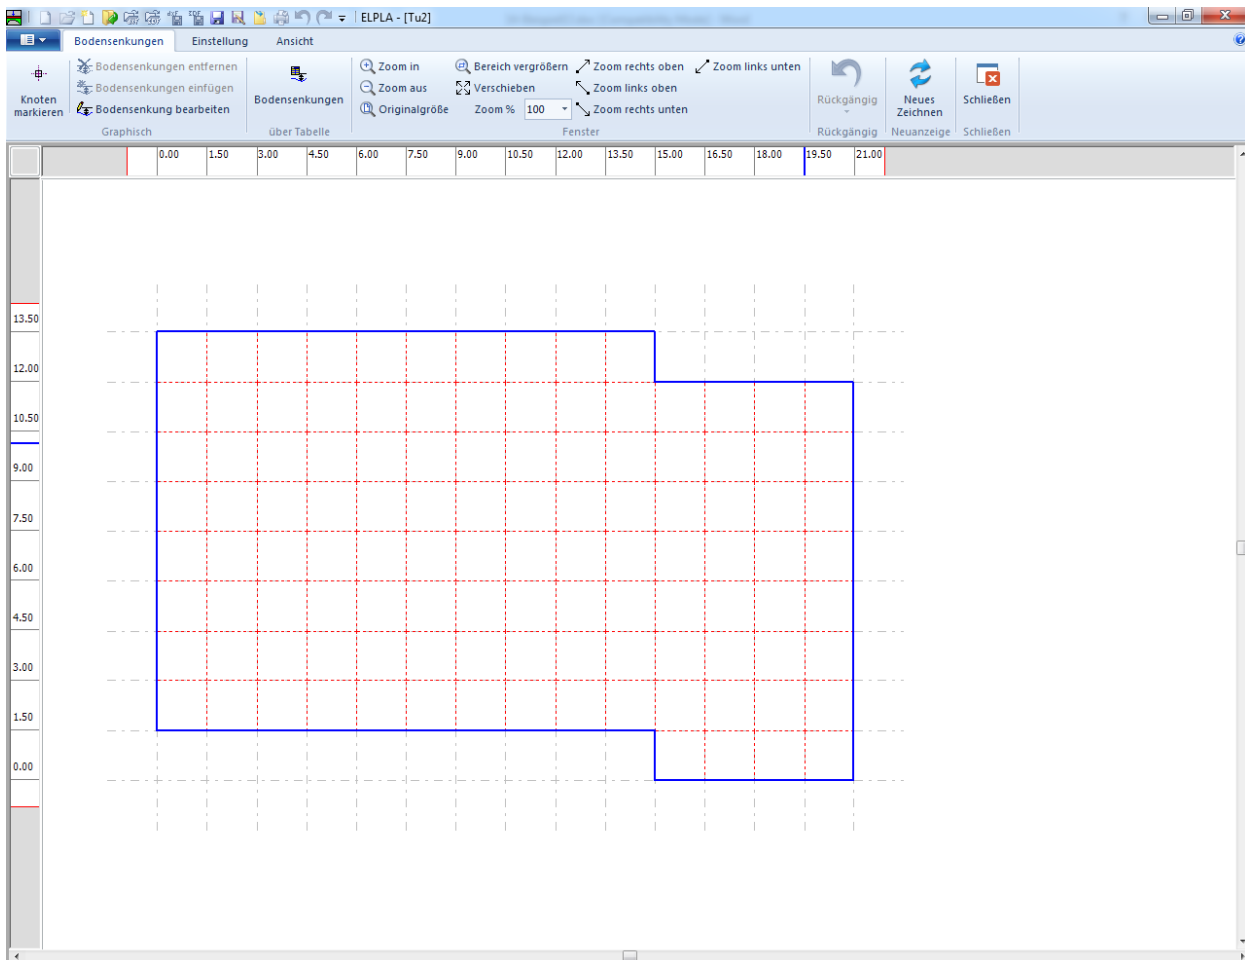 ELPLA - [Tu2]
Bodensenkungen Einstellung Ansicht
Knoten markieren
Bodensenkungen entfernen
Bodensenkungen einfügen
Bodensenkung bearbeiten
Graphisch
Bodensenkungen
über Tabelle
Zoom in
Zoom aus
Originalgröße
Bereich vergrößern
Verschieben
Zoom % 100
Zoom rechts oben
Zoom links oben
Zoom rechts unten
Zoom links unten
Fenster
Rückgängig
Rückgängig
Neues Zeichnen
Neuanzeige
Schließen
Schließen
0.00 1.50 3.00 4.50 6.00 7.50 9.00 10.50 12.00 13.50 15.00 16.50 18.00 19.50 21.00
13.50
12.00
10.50
9.00
7.50
6.00
4.50
3.00
1.50
0.00